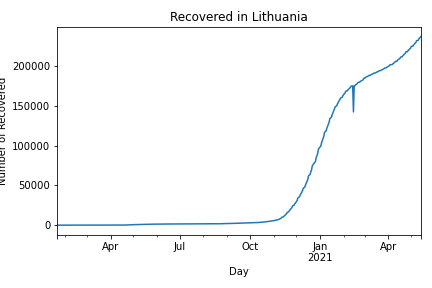 Recovered in Lithuania
Number of Recovered
200000
150000
100000
50000
0
Apr
Jul
Oct
Jan
2021
Apr
Day